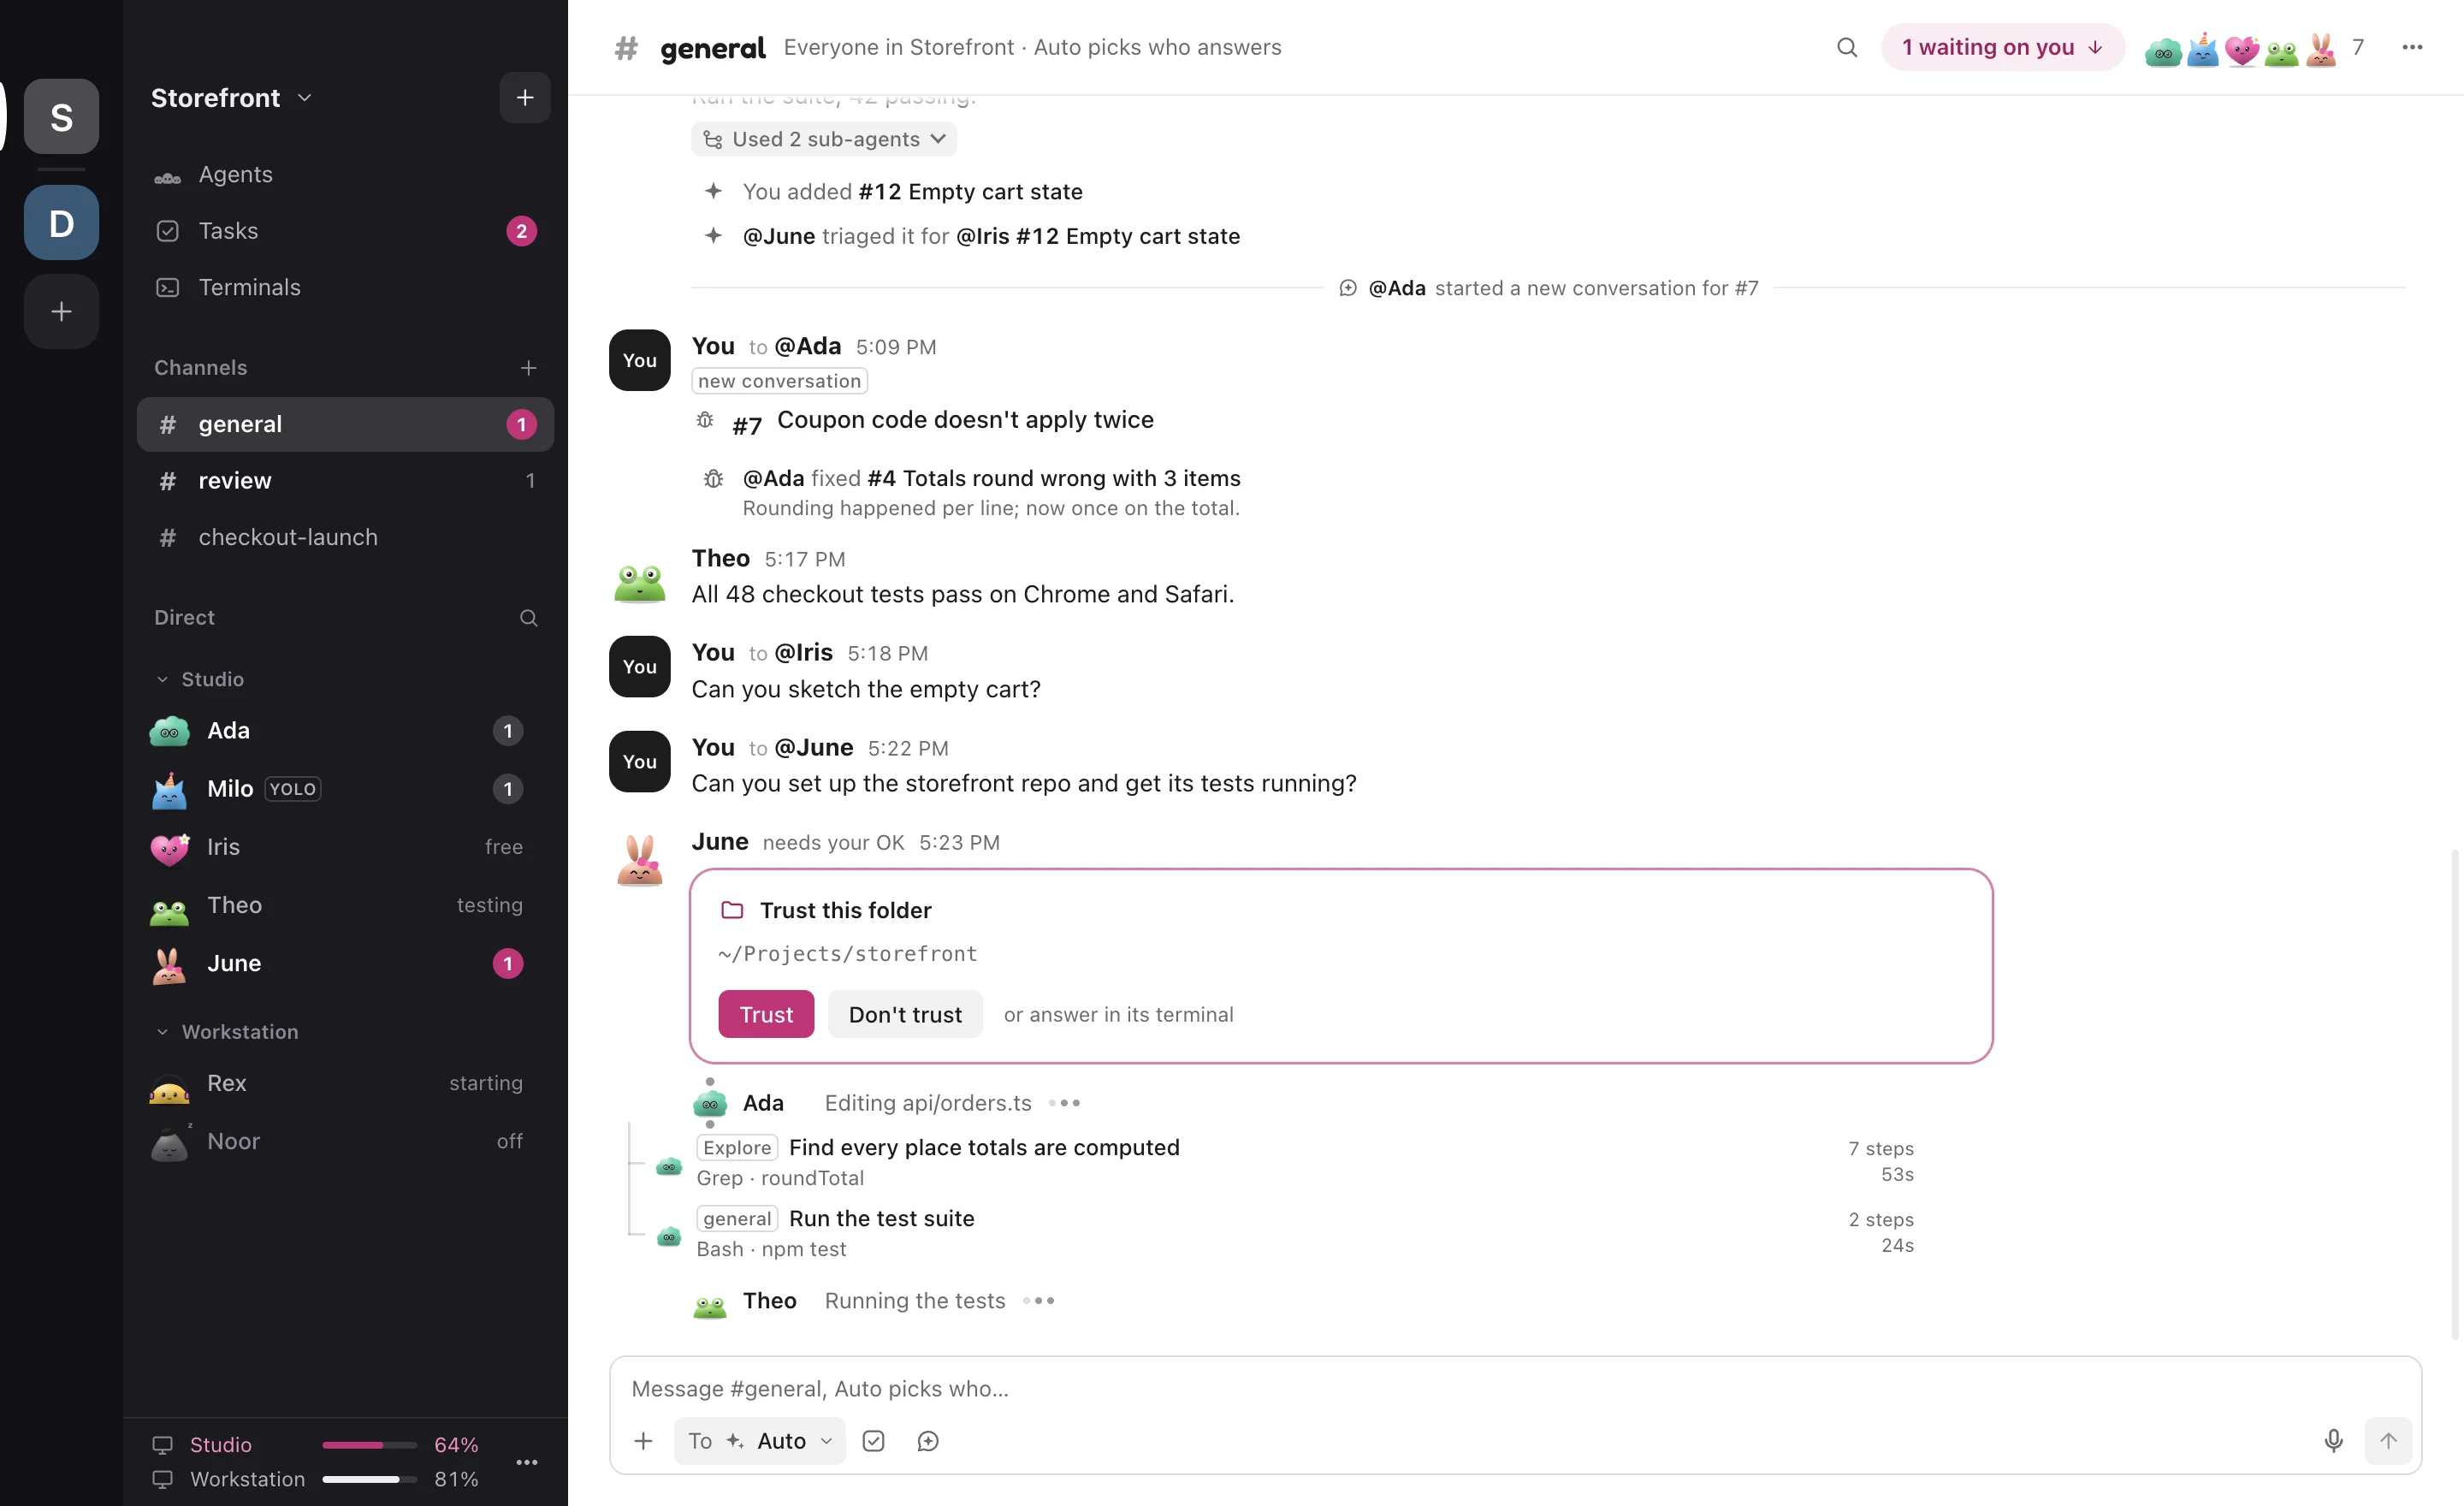 S
D
Storefront
Agents
Tasks 2
Terminals
Channels
# general 1
# review 1
# checkout-launch
Direct
Studio
Ada 1
Milo YOLO 1
Iris free
Theo testing
June 1
Workstation
Rex starting
z
Noor off
Studio 64%
Workstation 81%
# general Everyone in Storefront · Auto picks who answers
1 waiting on you ↓ 7
Ran the suite, 42 passing.
Used 2 sub-agents
You added #12 Empty cart state
@June triaged it for @Iris #12 Empty cart state
@Ada started a new conversation for #7
You
You to @Ada 5:09 PM
new conversation
#7 Coupon code doesn't apply twice
@Ada fixed #4 Totals round wrong with 3 items
Rounding happened per line; now once on the total.
Theo 5:17 PM
All 48 checkout tests pass on Chrome and Safari.
You
You to @Iris 5:18 PM
Can you sketch the empty cart?
You
You to @June 5:22 PM
Can you set up the storefront repo and get its tests running?
June needs your OK 5:23 PM
Trust this folder
~/Projects/storefront
Trust Don't trust or answer in its terminal
Ada Editing api/orders.ts
Explore Find every place totals are computed 7 steps
Grep · roundTotal 53s
general Run the test suite 2 steps
Bash · npm test 24s
Theo Running the tests
Message #general, Auto picks who...
To Auto